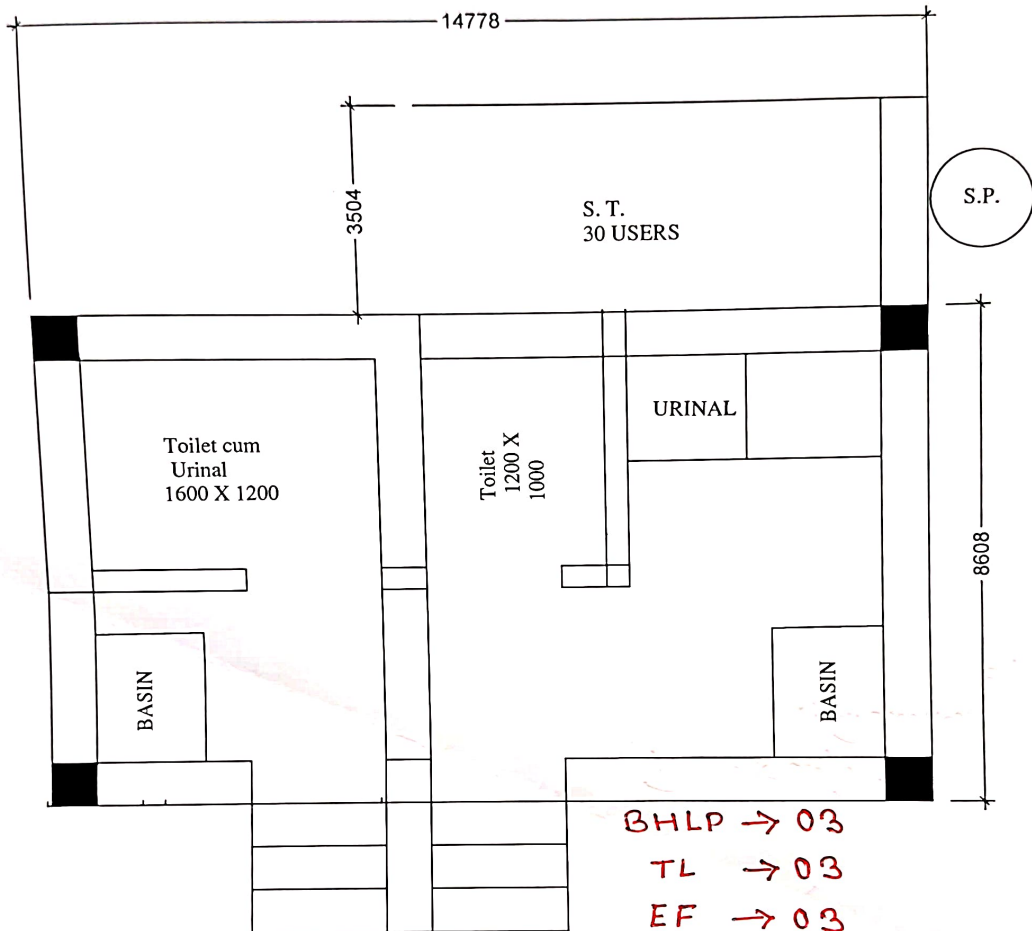 14778
3504
S. T.
30 USERS
S.P.
Toilet cum
Urinal
1600 X 1200
Toilet
1200 X
1000
URINAL
8608
BASIN
BASIN
BHLP → 03
TL → 03
EF → 03